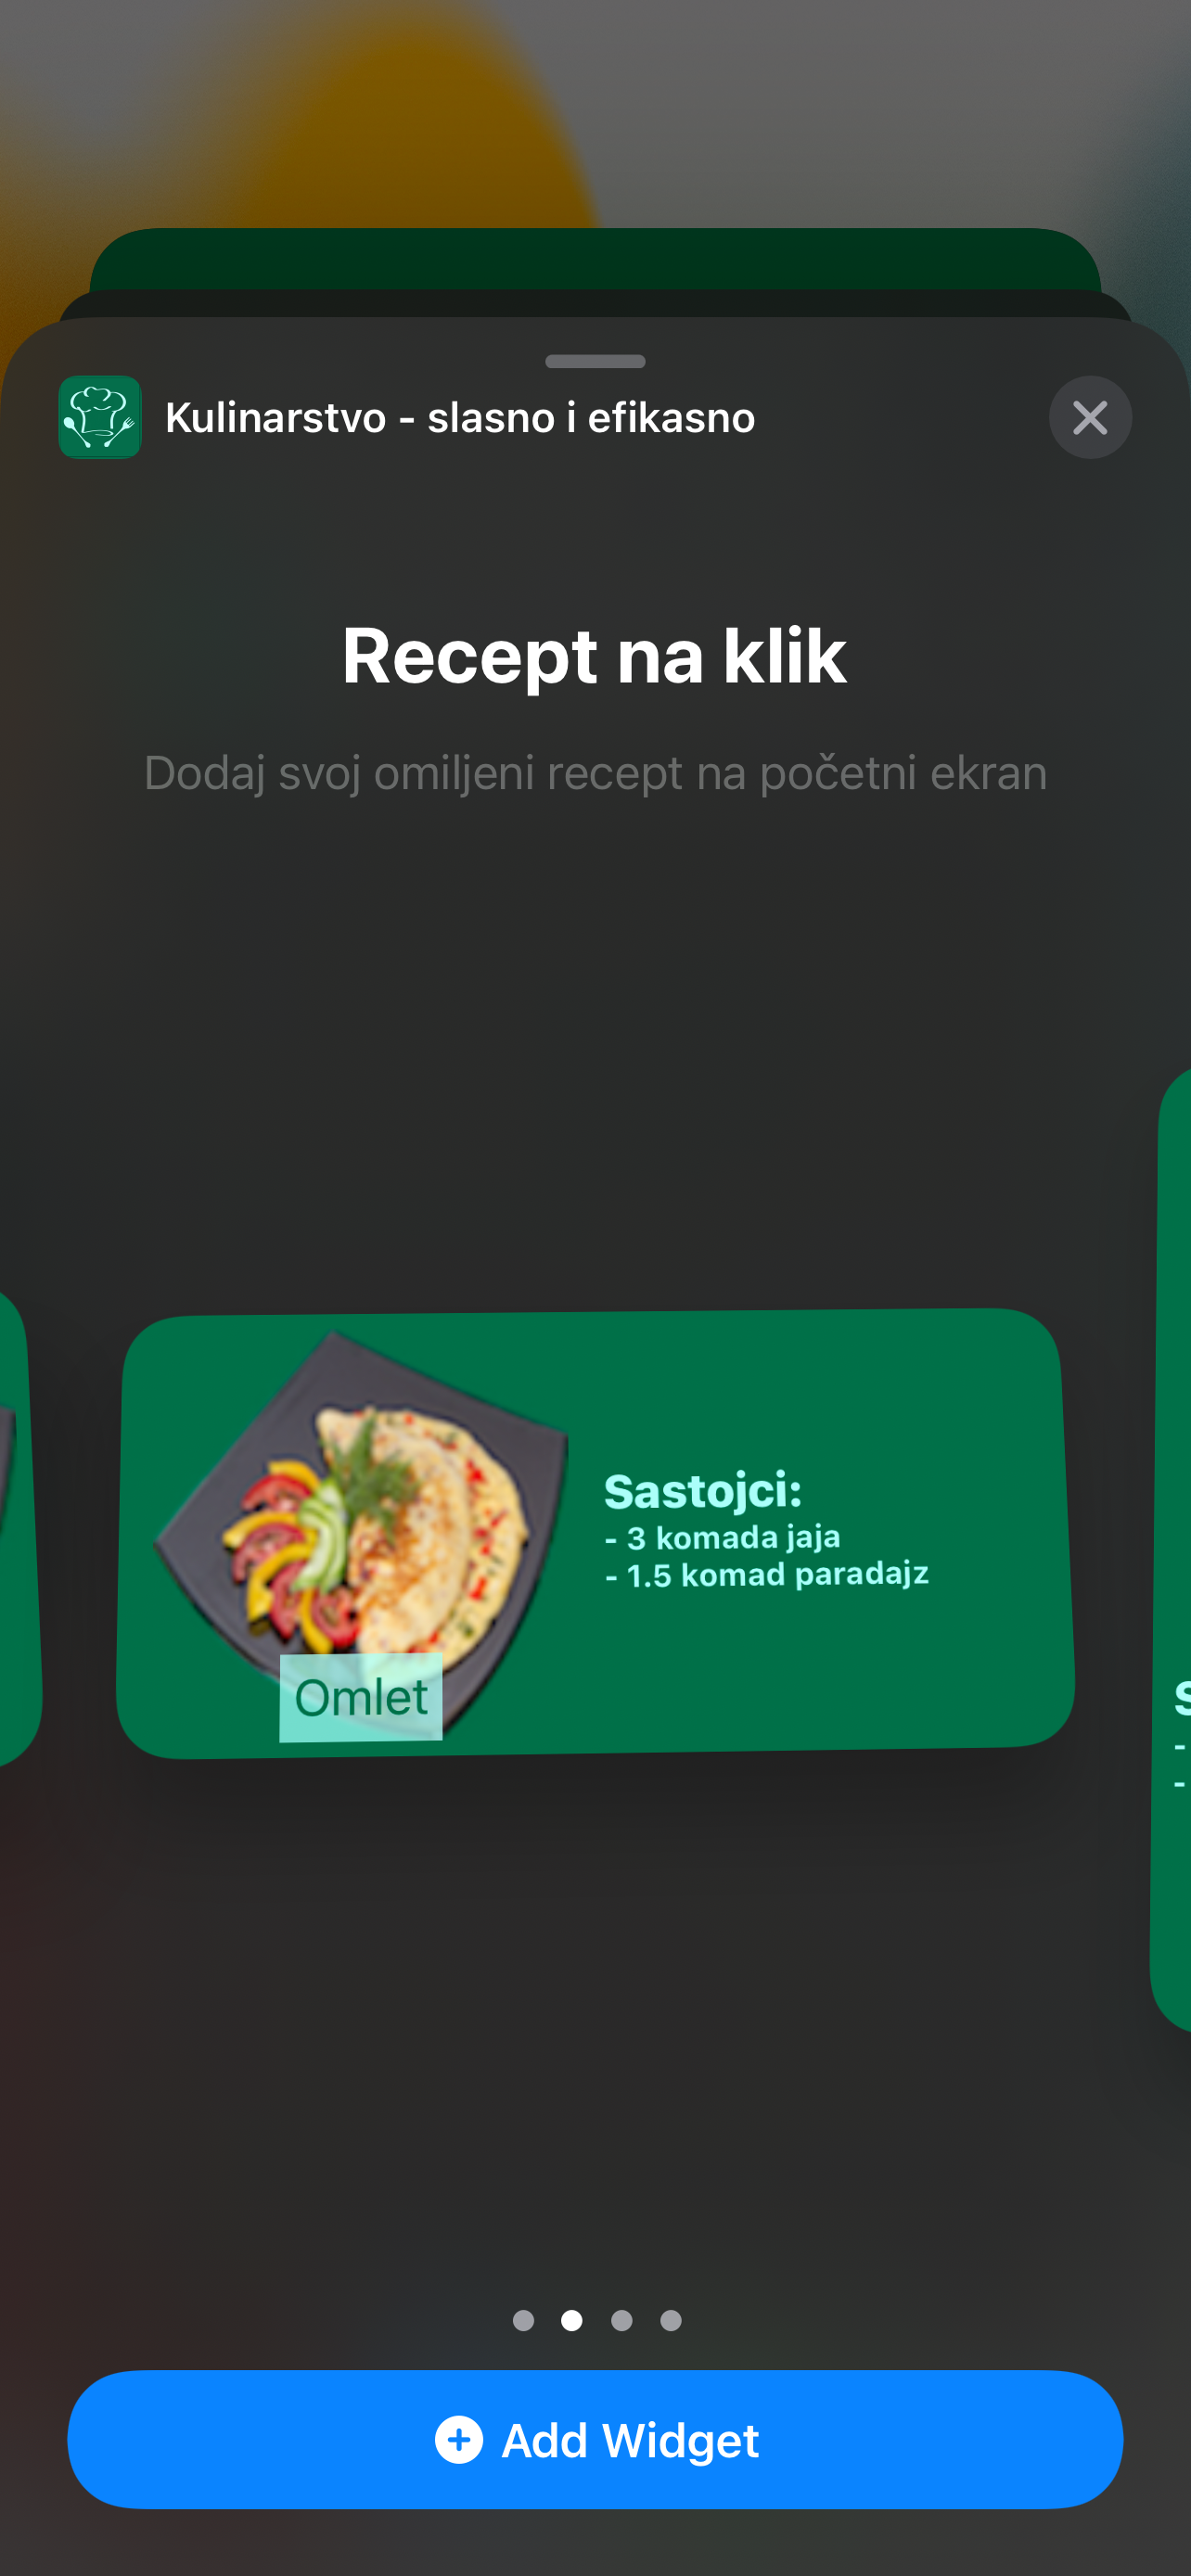 Kulinarstvo - slasno i efikasno
Recept na klik
Dodaj svoj omiljeni recept na početni ekran
Sastojci:
- 3 komada jaja
- 1.5 komad paradajz
Omlet
S
-
-
Add Widget